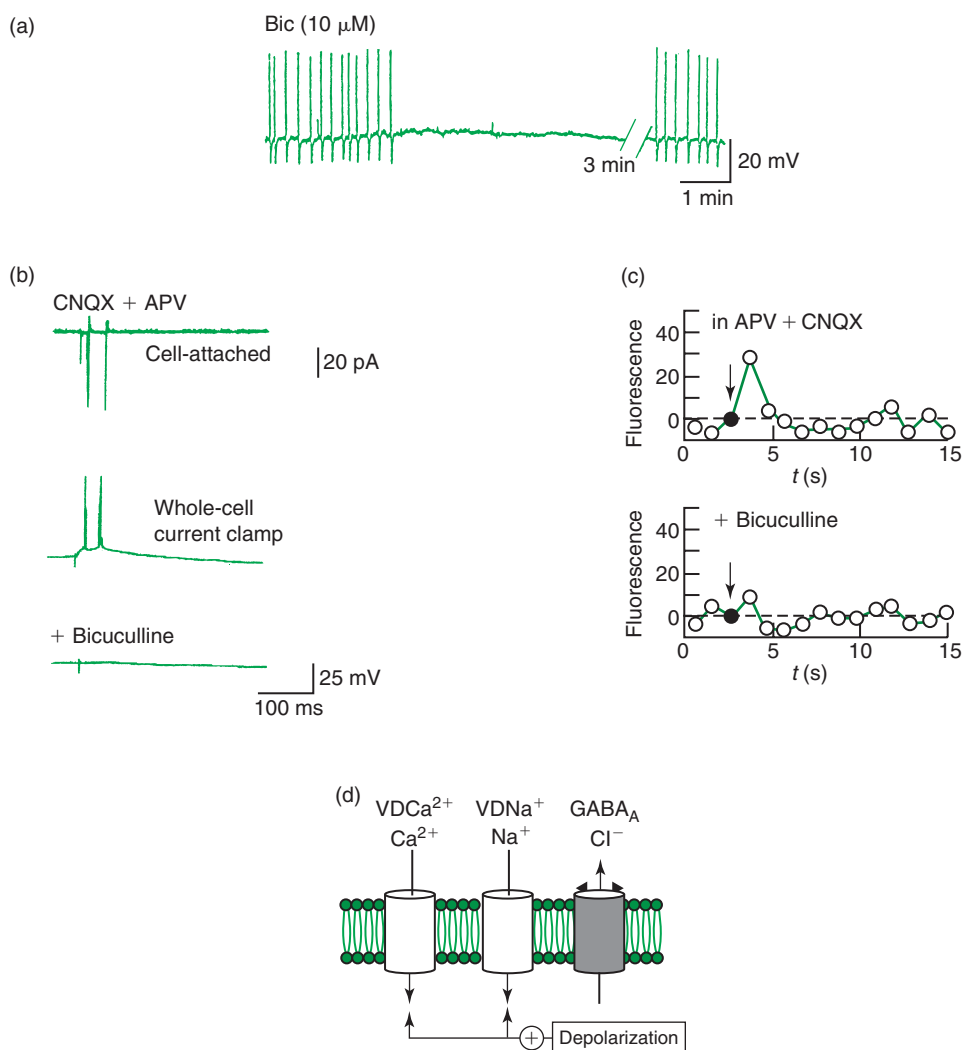 (a)
Bic (10 μM)
3 min
20 mV
1 min
(b)
CNQX + APV
Cell-attached
20 pA
Whole-cell
current clamp
+ Bicuculline
25 mV
100 ms
(c)
in APV + CNQX
Fluorescence
40
20
0
0 5 10 15
t (s)
+ Bicuculline
Fluorescence
40
20
0
0 5 10 15
t (s)
(d)
VDCa²⁺ VDNa⁺ GABA_A
Ca²⁺ Na⁺ Cl⁻
+ Depolarization